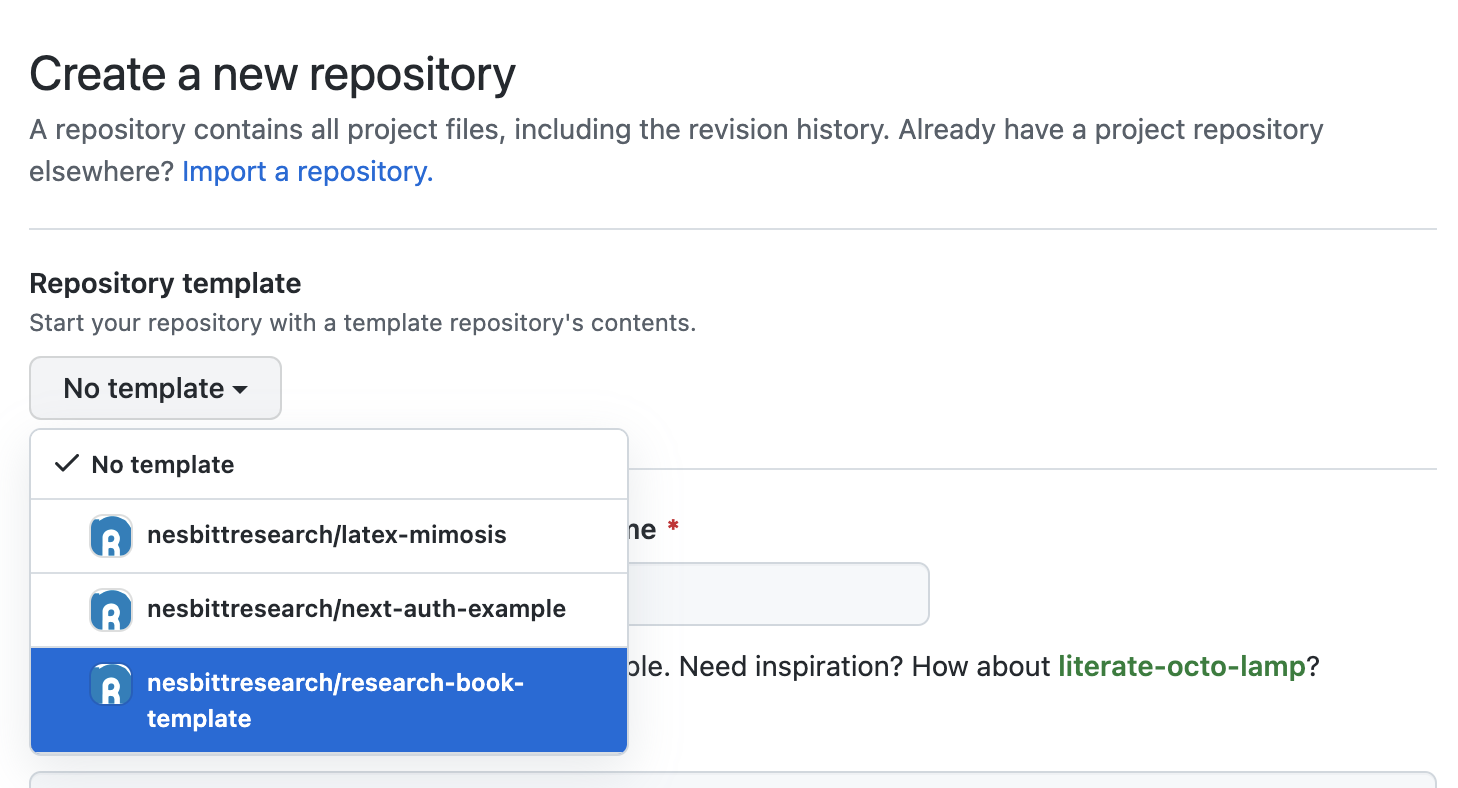 Create a new repository
A repository contains all project files, including the revision history. Already have a project repository
elsewhere? Import a repository.
Repository template
Start your repository with a template repository's contents.
No template
No template
nesbittresearch/latex-mimosis
nesbittresearch/next-auth-example
nesbittresearch/research-book-
template
*
Need inspiration? How about literate-octo-lamp?